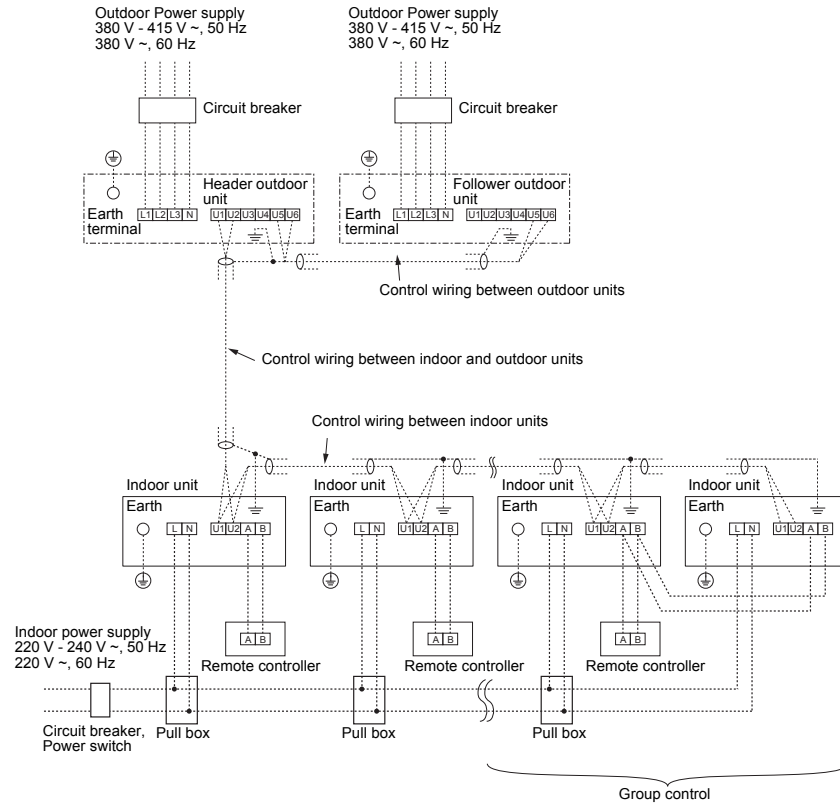 Outdoor Power supply
380 V - 415 V ~, 50 Hz
380 V ~, 60 Hz
Outdoor Power supply
380 V - 415 V ~, 50 Hz
380 V ~, 60 Hz
Circuit breaker
Circuit breaker
Header outdoor
unit
Earth
terminal
L1 L2 L3 N
U1 U2 U3 U4 U5 U6
Follower outdoor
unit
Earth
terminal
L1 L2 L3 N
U1 U2 U3 U4 U5 U6
Control wiring between outdoor units
Control wiring between indoor and outdoor units
Control wiring between indoor units
Indoor unit
Earth
L N
U1 U2 A B
Indoor unit
Earth
L N
U1 U2 A B
Indoor unit
Earth
L N
U1 U2 A B
Indoor unit
Earth
L N
U1 U2 A B
A B
Remote controller
A B
Remote controller
A B
Remote controller
Indoor power supply
220 V - 240 V ~, 50 Hz
220 V ~, 60 Hz
Circuit breaker,
Power switch
Pull box
Pull box
Pull box
Group control